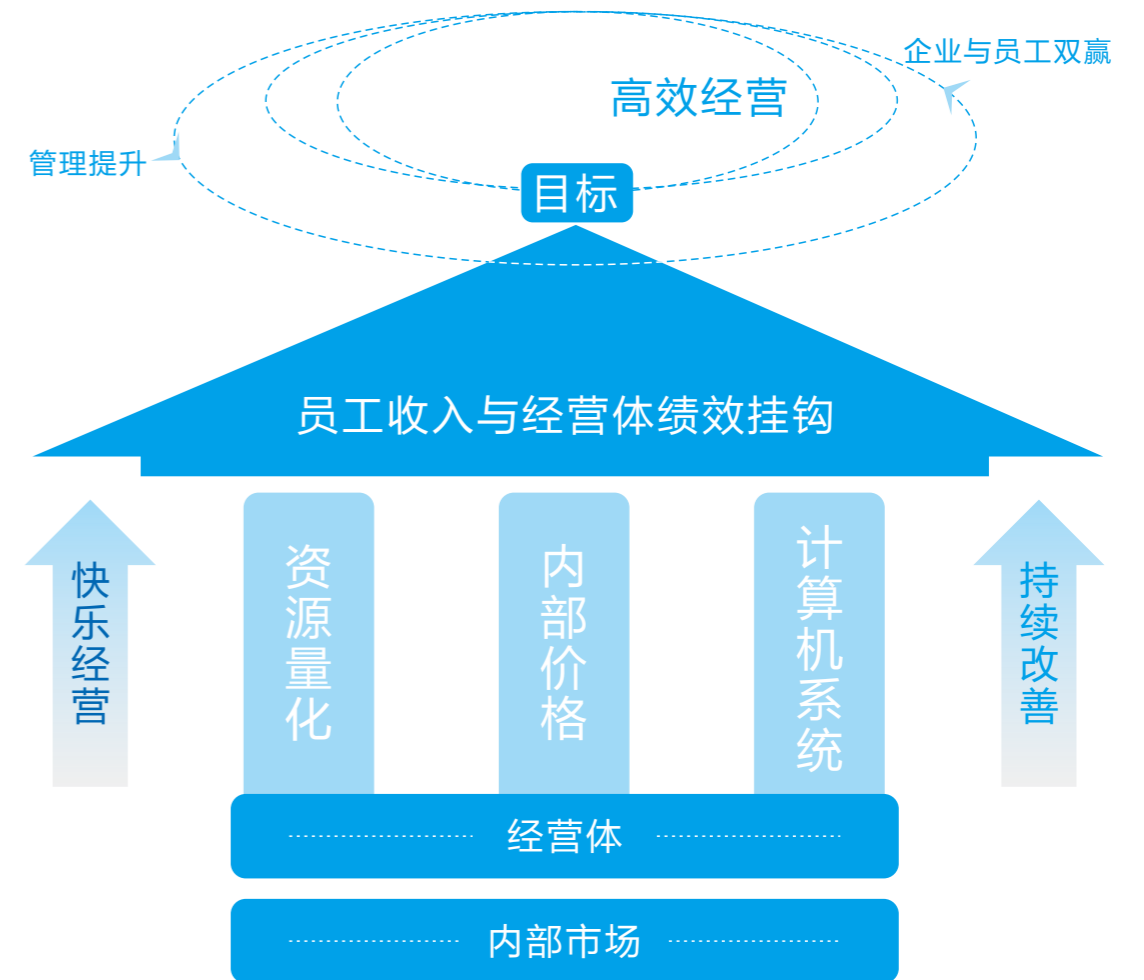 企业与员工双赢
高效经营
管理提升
目标
员工收入与经营体绩效挂钩
快乐经营
资源量化
内部价格
计算机系统
持续改善
经营体
内部市场